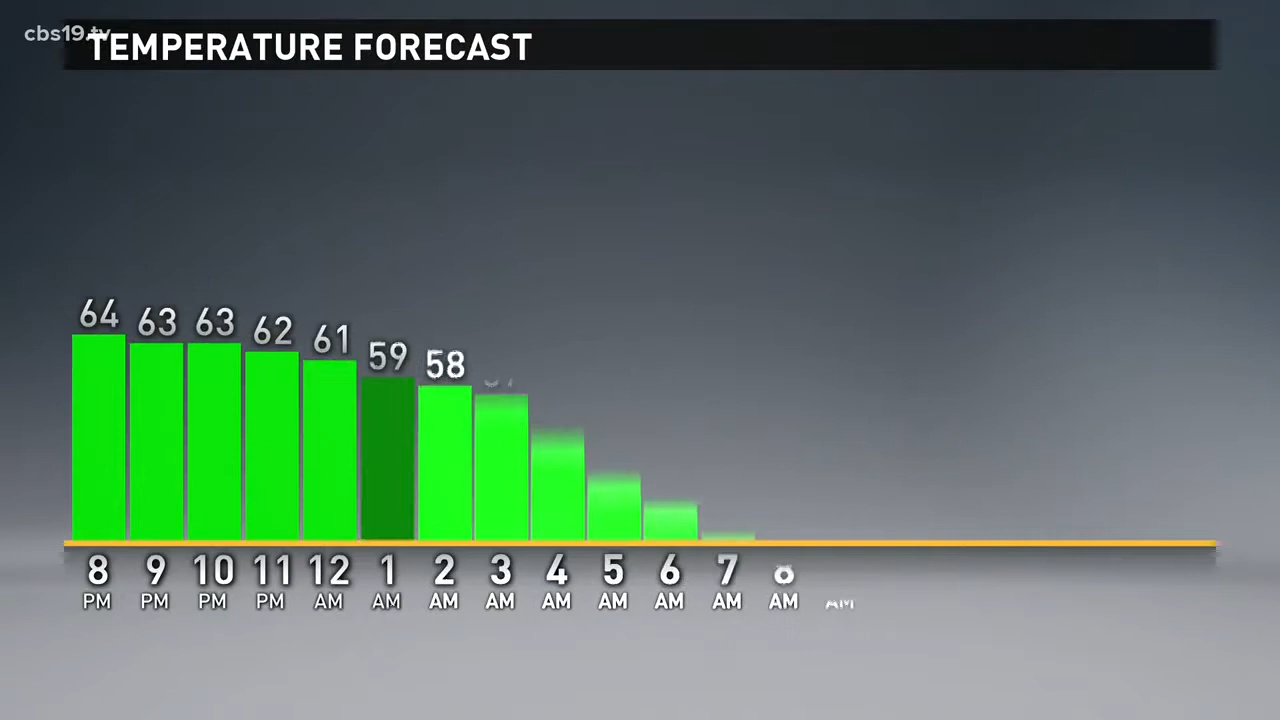 cbs19.tv
TEMPERATURE FORECAST
64 63 63 62 61 59 58
8 9 10 11 12 1 2 3 4 5 6 7
PM PM PM PM AM AM AM AM AM AM AM AM AM AM